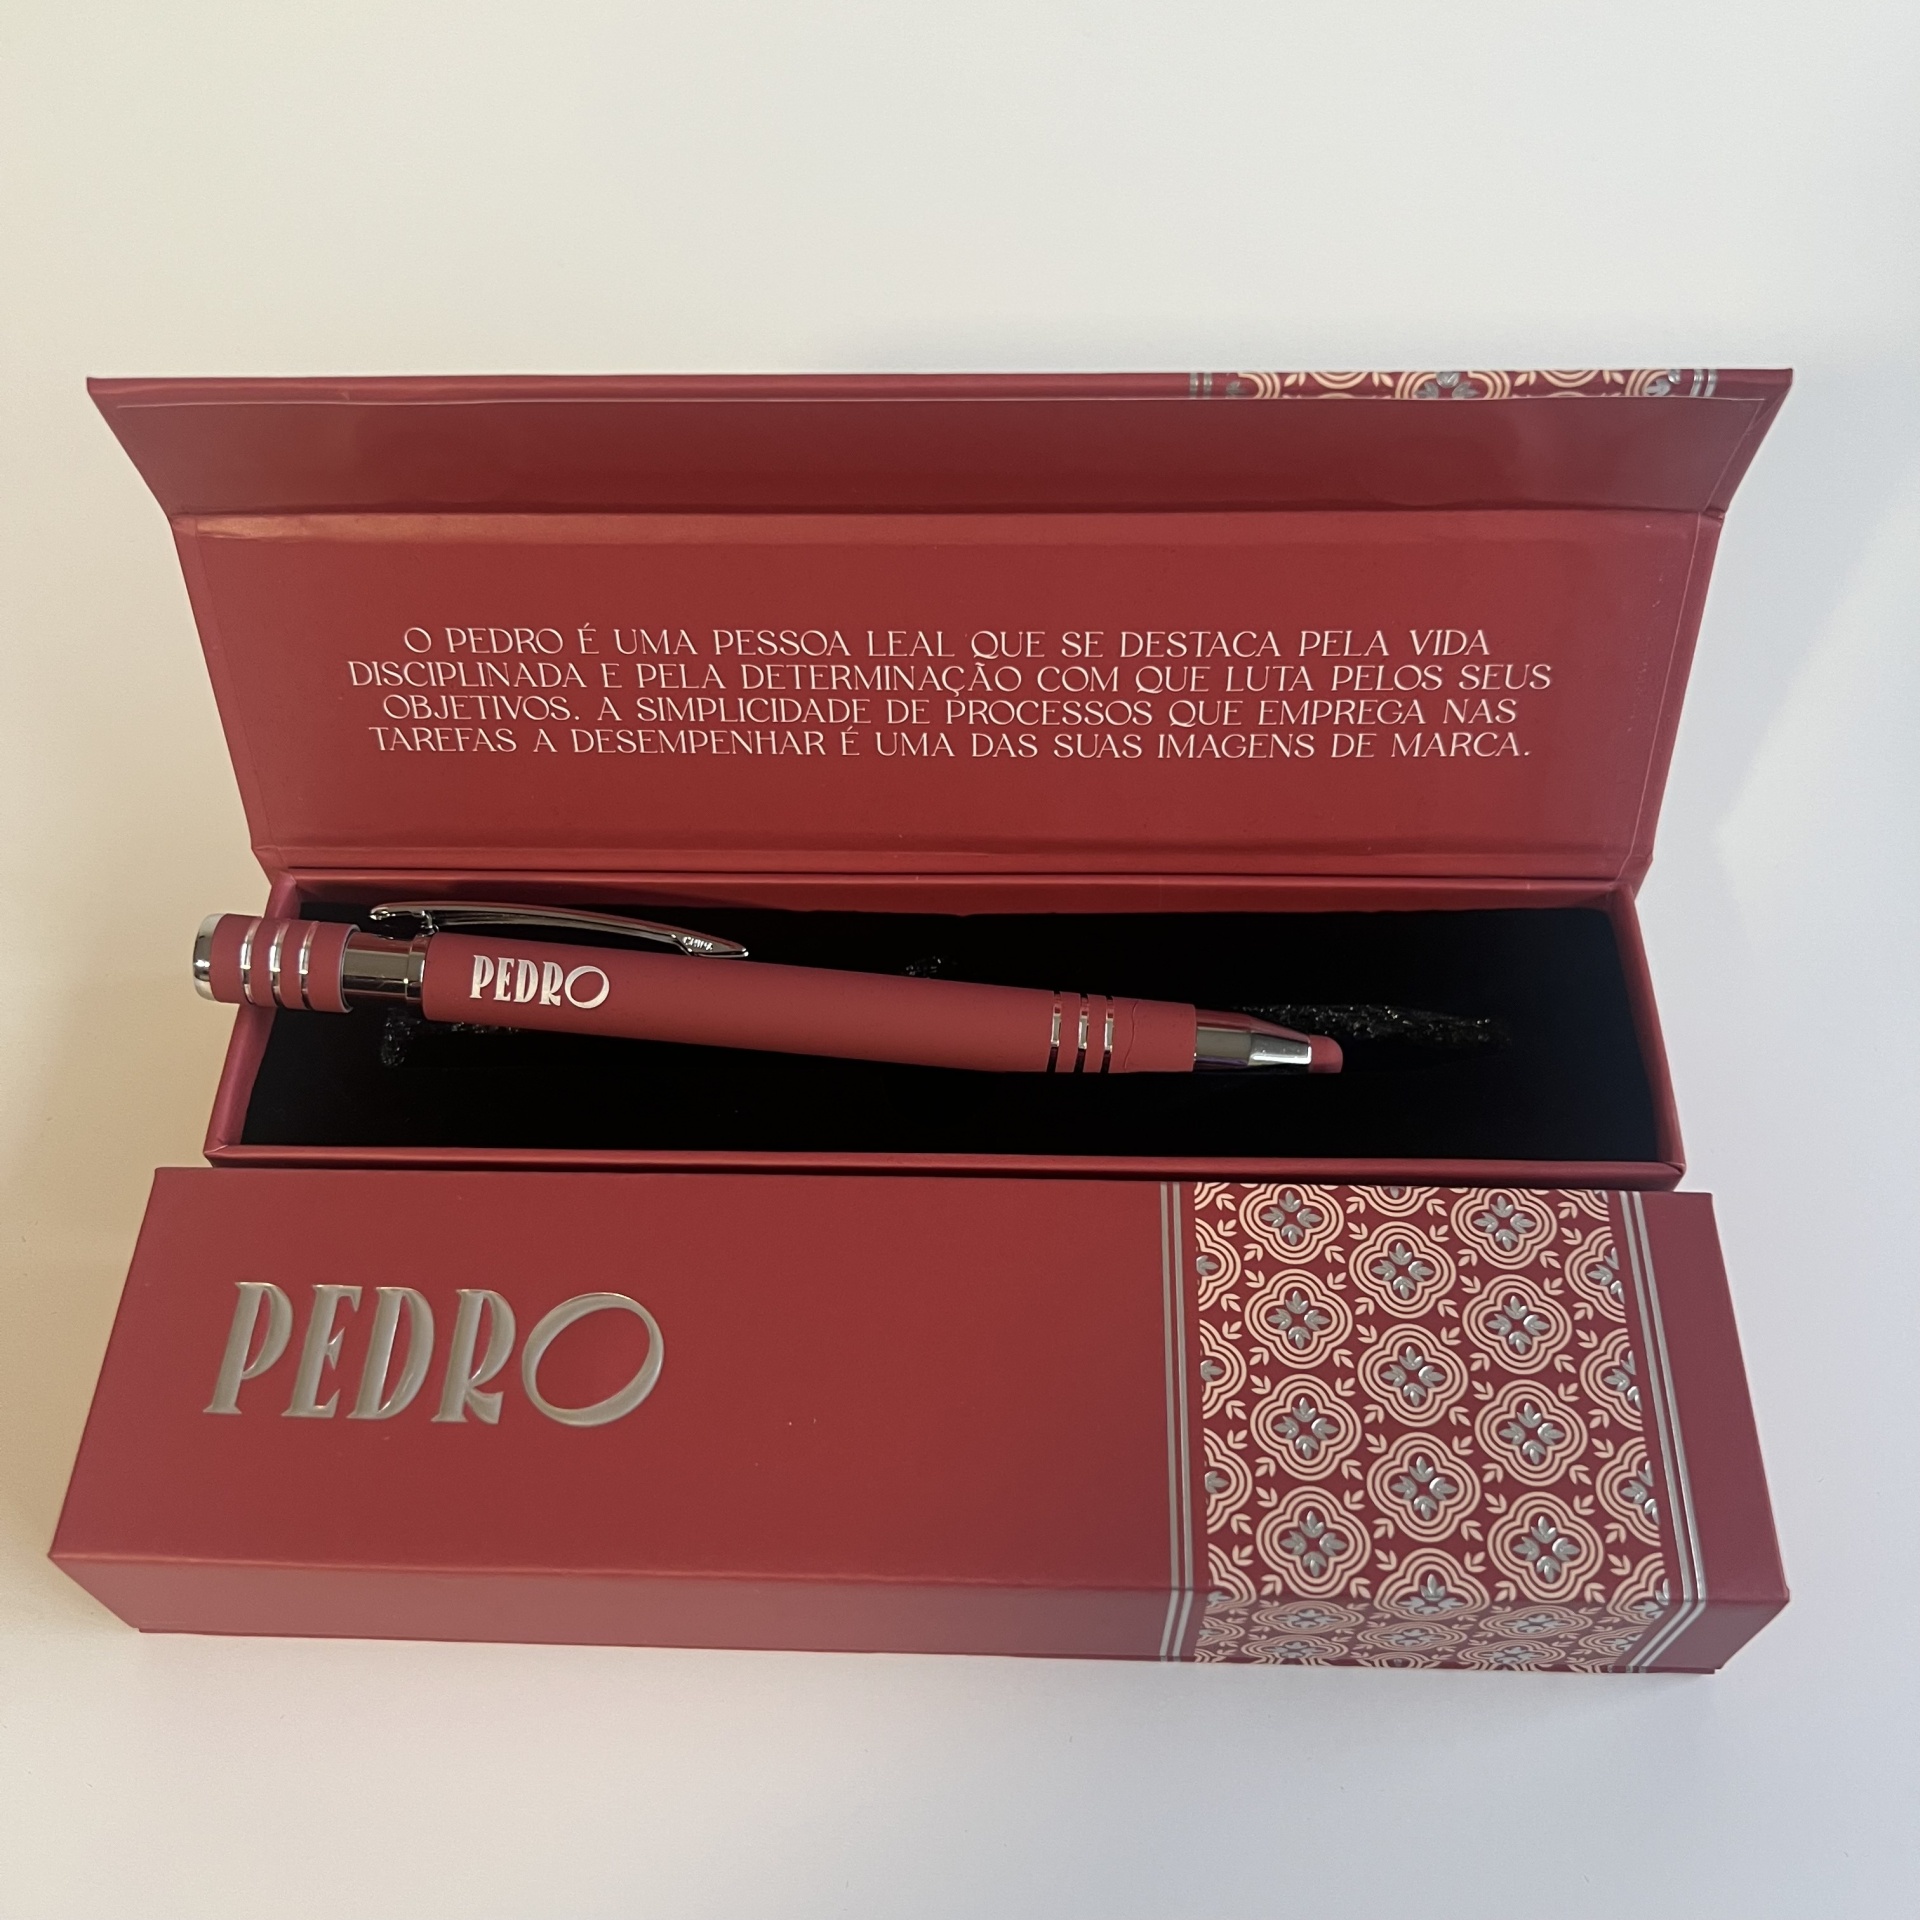 O PEDRO É UMA PESSOA LEAL QUE SE DESTACA PELA VIDA
DISCIPLINADA E PELA DETERMINAÇÃO COM QUE LUTA PELOS SEUS
OBJETIVOS. A SIMPLICIDADE DE PROCESSOS QUE EMPREGA NAS
TAREFAS A DESEMPENHAR É UMA DAS SUAS IMAGENS DE MARCA.
CHINA
PEDRO
PEDRO